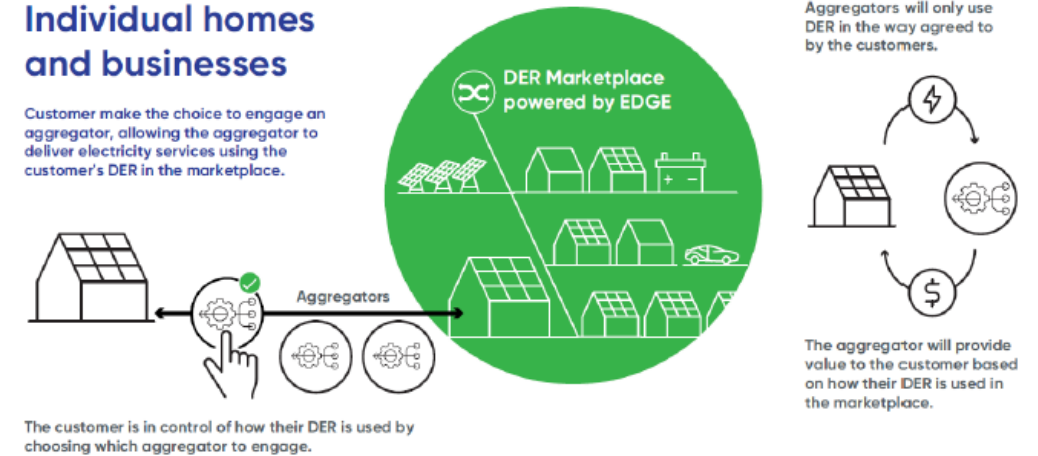 Individual homes
and businesses
Customer make the choice to engage an
aggregator, allowing the aggregator to
deliver electricity services using the
customer's DER in the marketplace.
Aggregators
The customer is in control of how their DER is used by
choosing which aggregator to engage.
DER Marketplace
powered by EDGE
Aggregators will only use
DER in the way agreed to
by the customers.
$
The aggregator will provide
value to the customer based
on how their DER is used in
the marketplace.